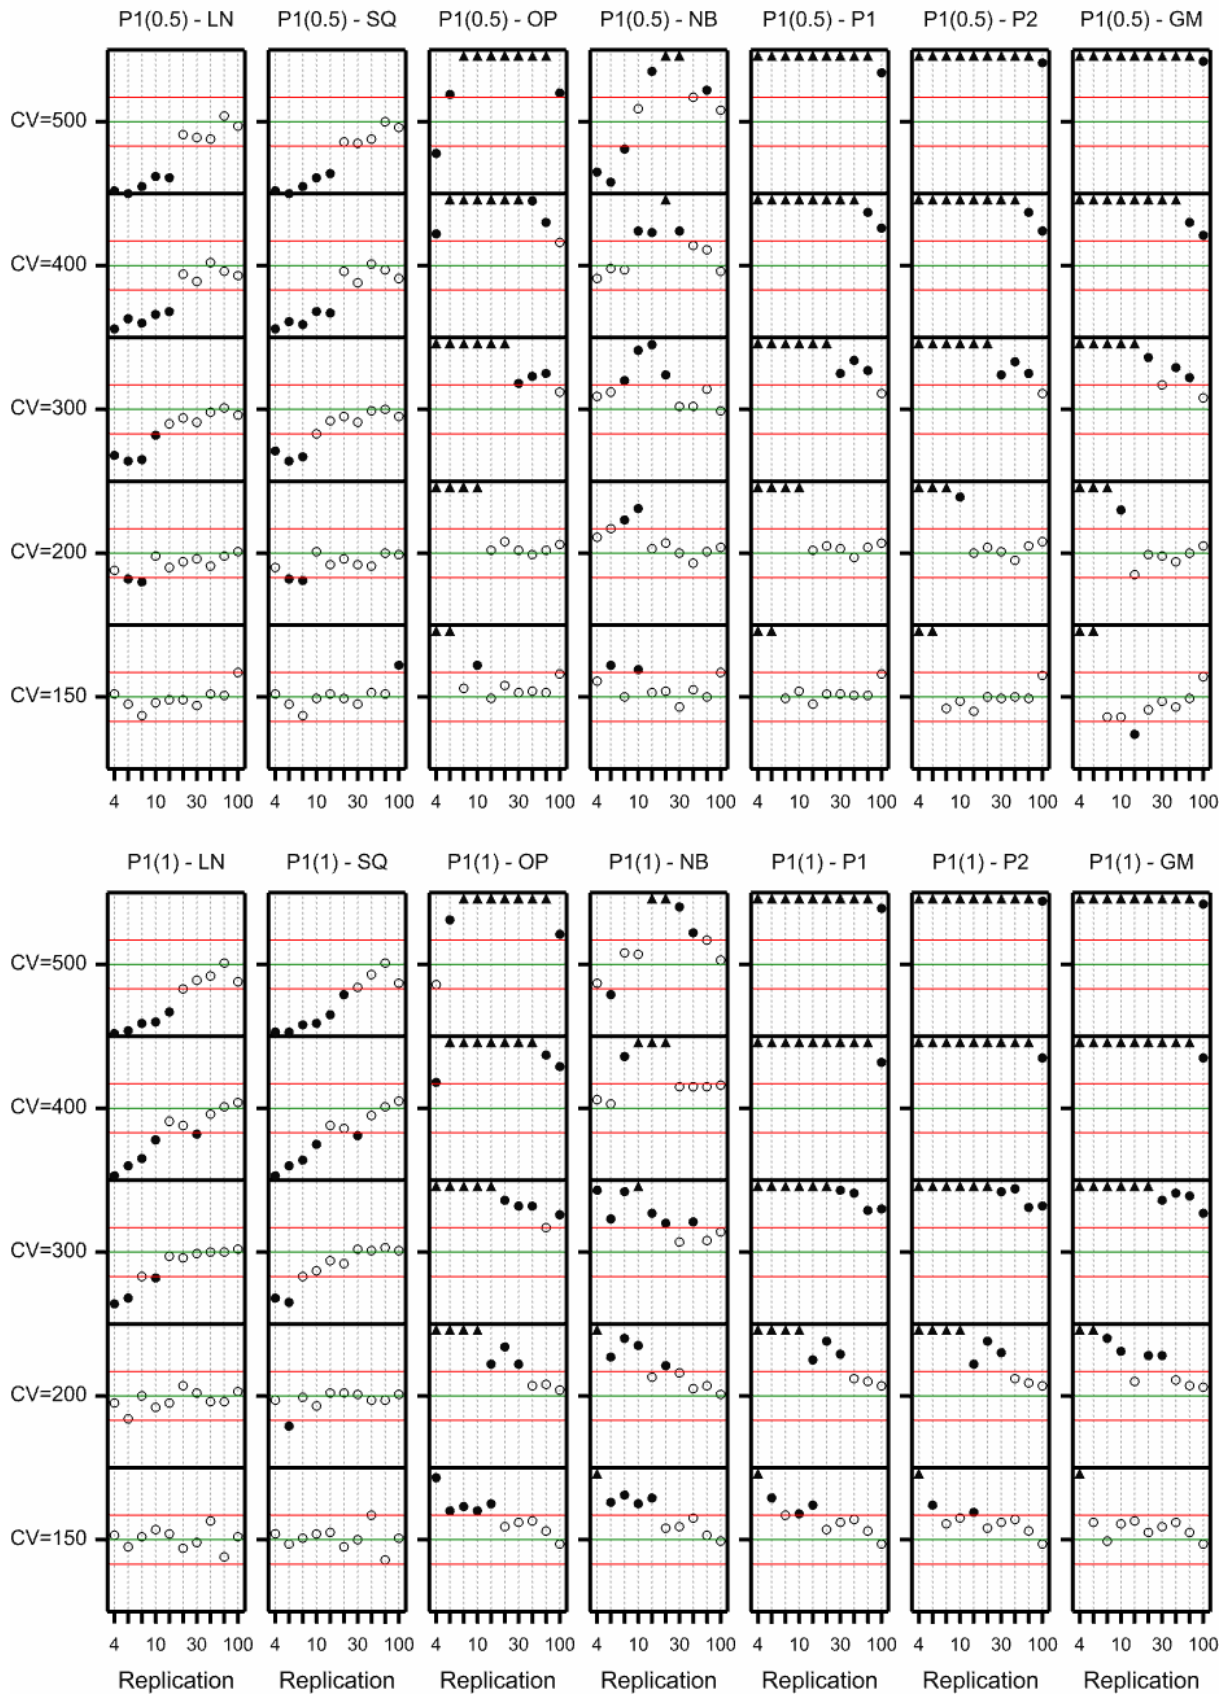 P1(0.5) - LN P1(0.5) - SQ P1(0.5) - OP P1(0.5) - NB P1(0.5) - P1 P1(0.5) - P2 P1(0.5) - GM
CV=500
CV=400
CV=300
CV=200
CV=150
4 10 30 100 4 10 30 100 4 10 30 100 4 10 30 100 4 10 30 100 4 10 30 100 4 10 30 100
P1(1) - LN P1(1) - SQ P1(1) - OP P1(1) - NB P1(1) - P1 P1(1) - P2 P1(1) - GM
CV=500
CV=400
CV=300
CV=200
CV=150
4 10 30 100 4 10 30 100 4 10 30 100 4 10 30 100 4 10 30 100 4 10 30 100 4 10 30 100
Replication Replication Replication Replication Replication Replication Replication